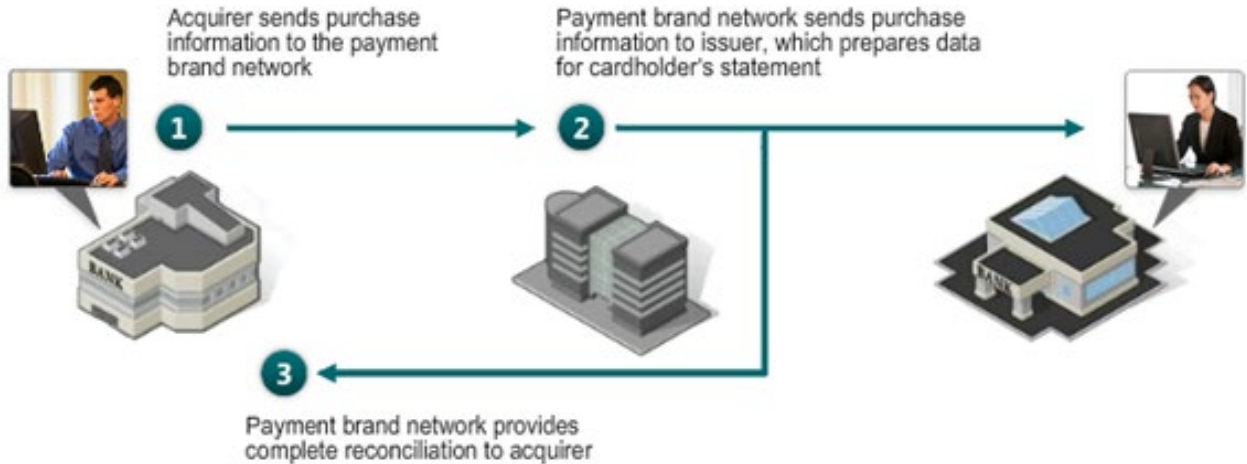 Acquirer sends purchase
information to the payment
brand network
Payment brand network sends purchase
information to issuer, which prepares data
for cardholder's statement
1
2
BANK
BANK
3
Payment brand network provides
complete reconciliation to acquirer